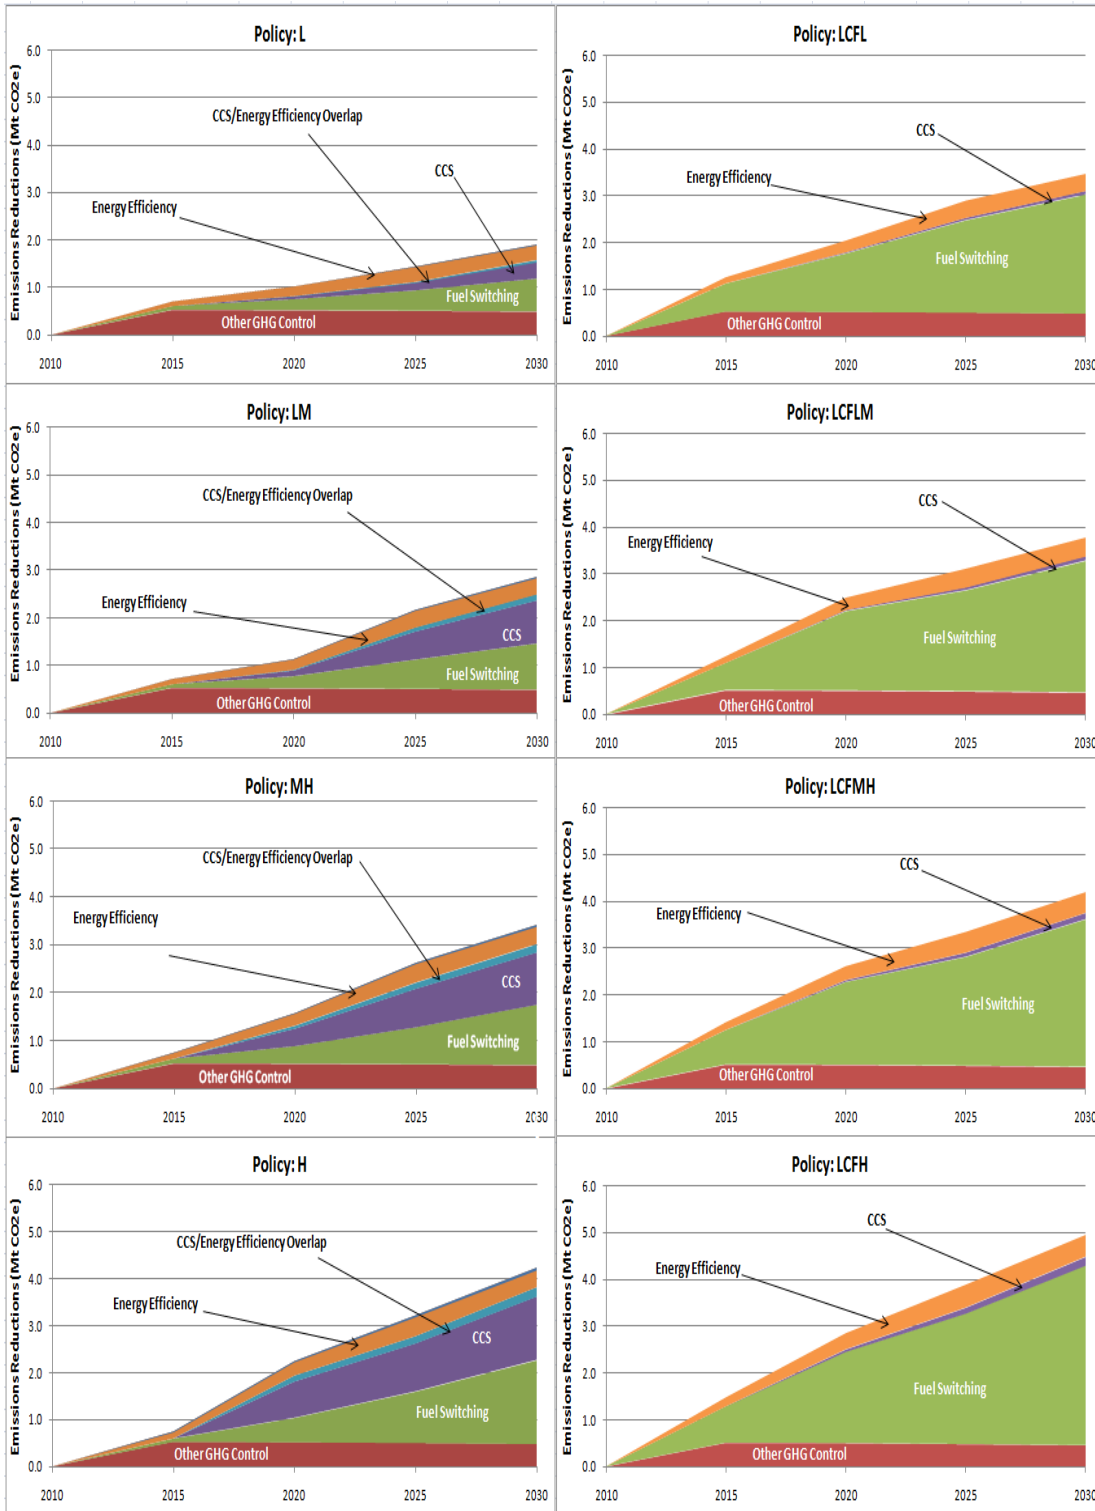 Policy: L
Emissions Reductions (Mt CO2e)
6.0
5.0
4.0
3.0
2.0
1.0
0.0
CCS/Energy Efficiency Overlap
CCS
Energy Efficiency
Fuel Switching
Other GHG Control
2010 2015 2020 2025 2030
Policy: LCFL
Emissions Reductions (Mt CO2e)
6.0
5.0
4.0
3.0
2.0
1.0
0.0
CCS
Energy Efficiency
Fuel Switching
Other GHG Control
2010 2015 2020 2025 2030
Policy: LM
Emissions Reductions (Mt CO2e)
6.0
5.0
4.0
3.0
2.0
1.0
0.0
CCS/Energy Efficiency Overlap
Energy Efficiency
CCS
Fuel Switching
Other GHG Control
2010 2015 2020 2025 2030
Policy: LCFLM
Emissions Reductions (Mt CO2e)
6.0
5.0
4.0
3.0
2.0
1.0
0.0
CCS
Energy Efficiency
Fuel Switching
Other GHG Control
2010 2015 2020 2025 2030
Policy: MH
Emissions Reductions (Mt CO2e)
6.0
5.0
4.0
3.0
2.0
1.0
0.0
CCS/Energy Efficiency Overlap
Energy Efficiency
CCS
Fuel Switching
Other GHG Control
2010 2015 2020 2025 2030
Policy: LCFMH
Emissions Reductions (Mt CO2e)
6.0
5.0
4.0
3.0
2.0
1.0
0.0
CCS
Energy Efficiency
Fuel Switching
Other GHG Control
2010 2015 2020 2025 2030
Policy: H
Emissions Reductions (Mt CO2e)
6.0
5.0
4.0
3.0
2.0
1.0
0.0
CCS/Energy Efficiency Overlap
Energy Efficiency
CCS
Fuel Switching
Other GHG Control
2010 2015 2020 2025 2030
Policy: LCFH
Emissions Reductions (Mt CO2e)
6.0
5.0
4.0
3.0
2.0
1.0
0.0
CCS
Energy Efficiency
Fuel Switching
Other GHG Control
2010 2015 2020 2025 2030